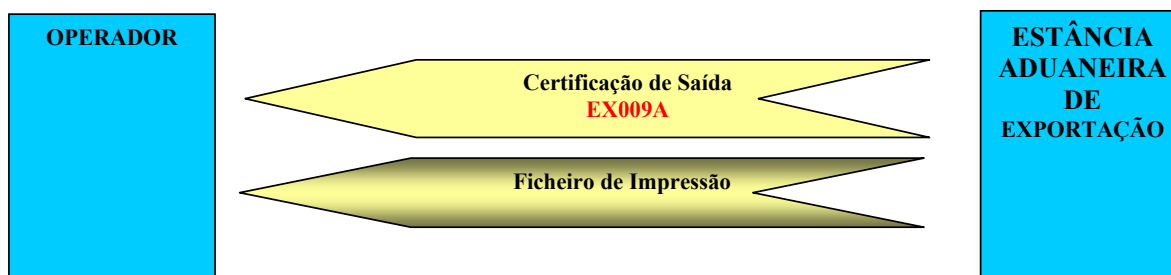 OPERADOR
Certificação de Saída
EX009A
Ficheiro de Impressão
ESTÂNCIA
ADUANEIRA
DE
EXPORTAÇÃO